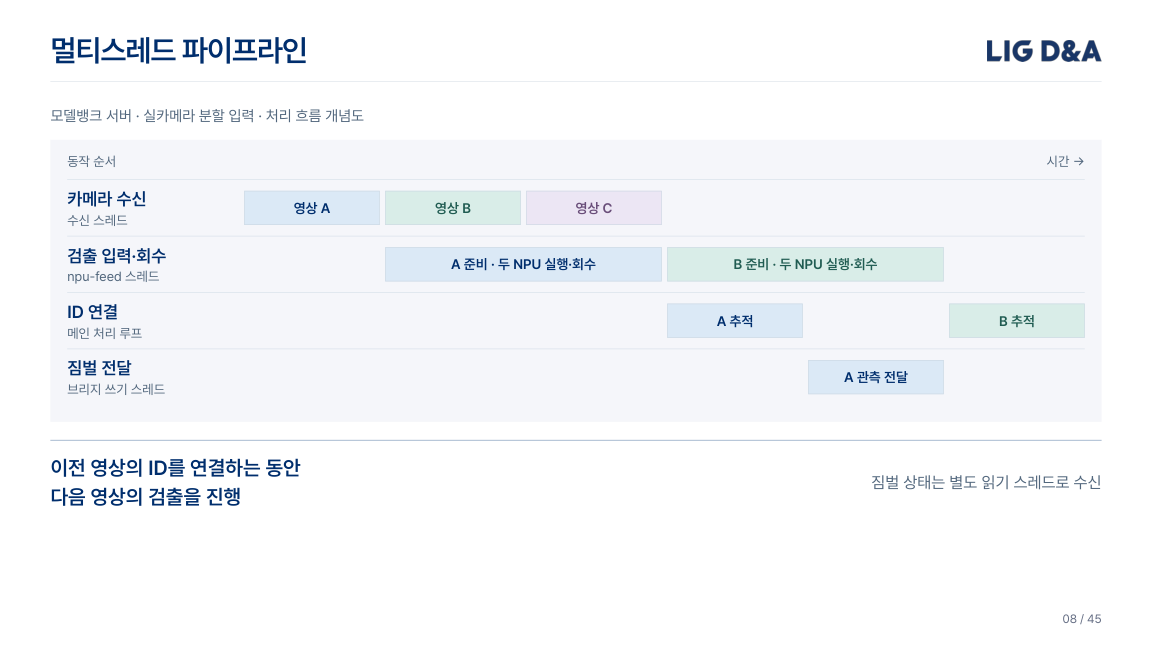 멀티스레드 파이프라인
LIG D&A
모델뱅크 서버 · 실카메라 분할 입력 · 처리 흐름 개념도
동작 순서
시간 →
카메라 수신
수신 스레드
영상 A
영상 B
영상 C
검출 입력·회수
npu-feed 스레드
A 준비 · 두 NPU 실행·회수
B 준비 · 두 NPU 실행·회수
ID 연결
메인 처리 루프
A 추적
B 추적
짐벌 전달
브리지 쓰기 스레드
A 관측 전달
이전 영상의 ID를 연결하는 동안
다음 영상의 검출을 진행
짐벌 상태는 별도 읽기 스레드로 수신
08 / 45